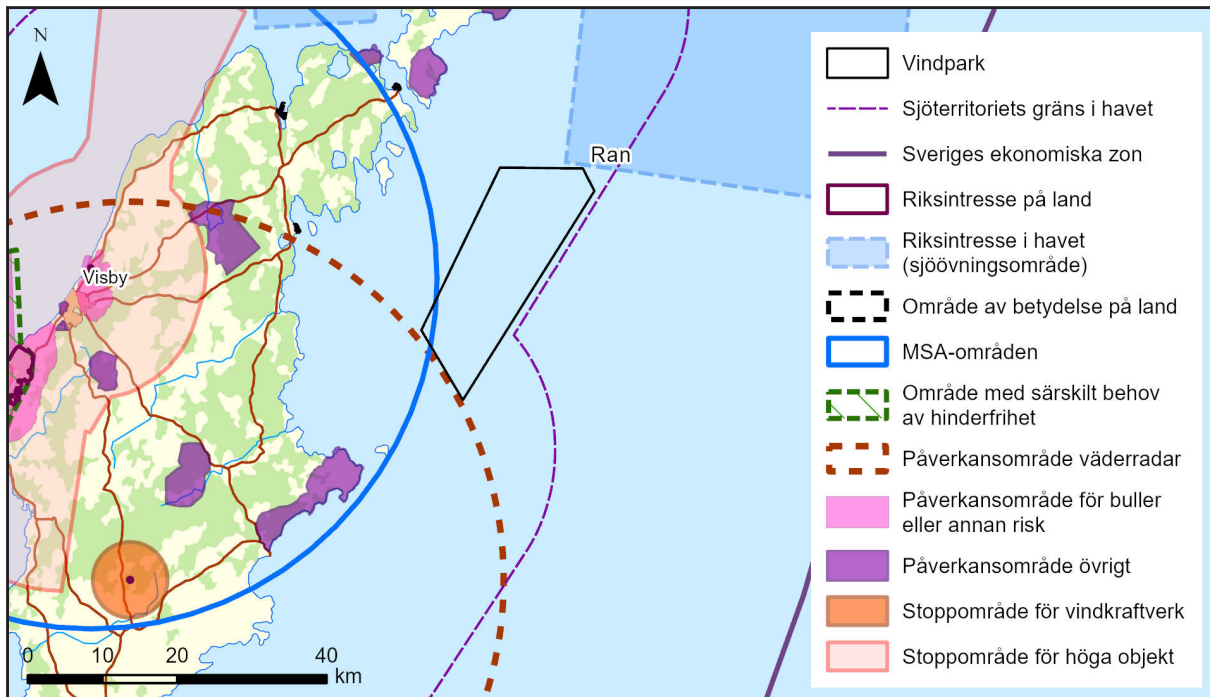 N
Ran
Visby
0 10 20 40
km
Vindpark
Sjöterritoriets gräns i havet
Sveriges ekonomiska zon
Riksintresse på land
Riksintresse i havet
(sjöövningsområde)
Område av betydelse på land
MSA-områden
Område med särskilt behov
av hinderfrihet
Påverkansområde väderradar
Påverkansområde för buller
eller annan risk
Påverkansområde övrigt
Stoppområde för vindkraftverk
Stoppområde för höga objekt